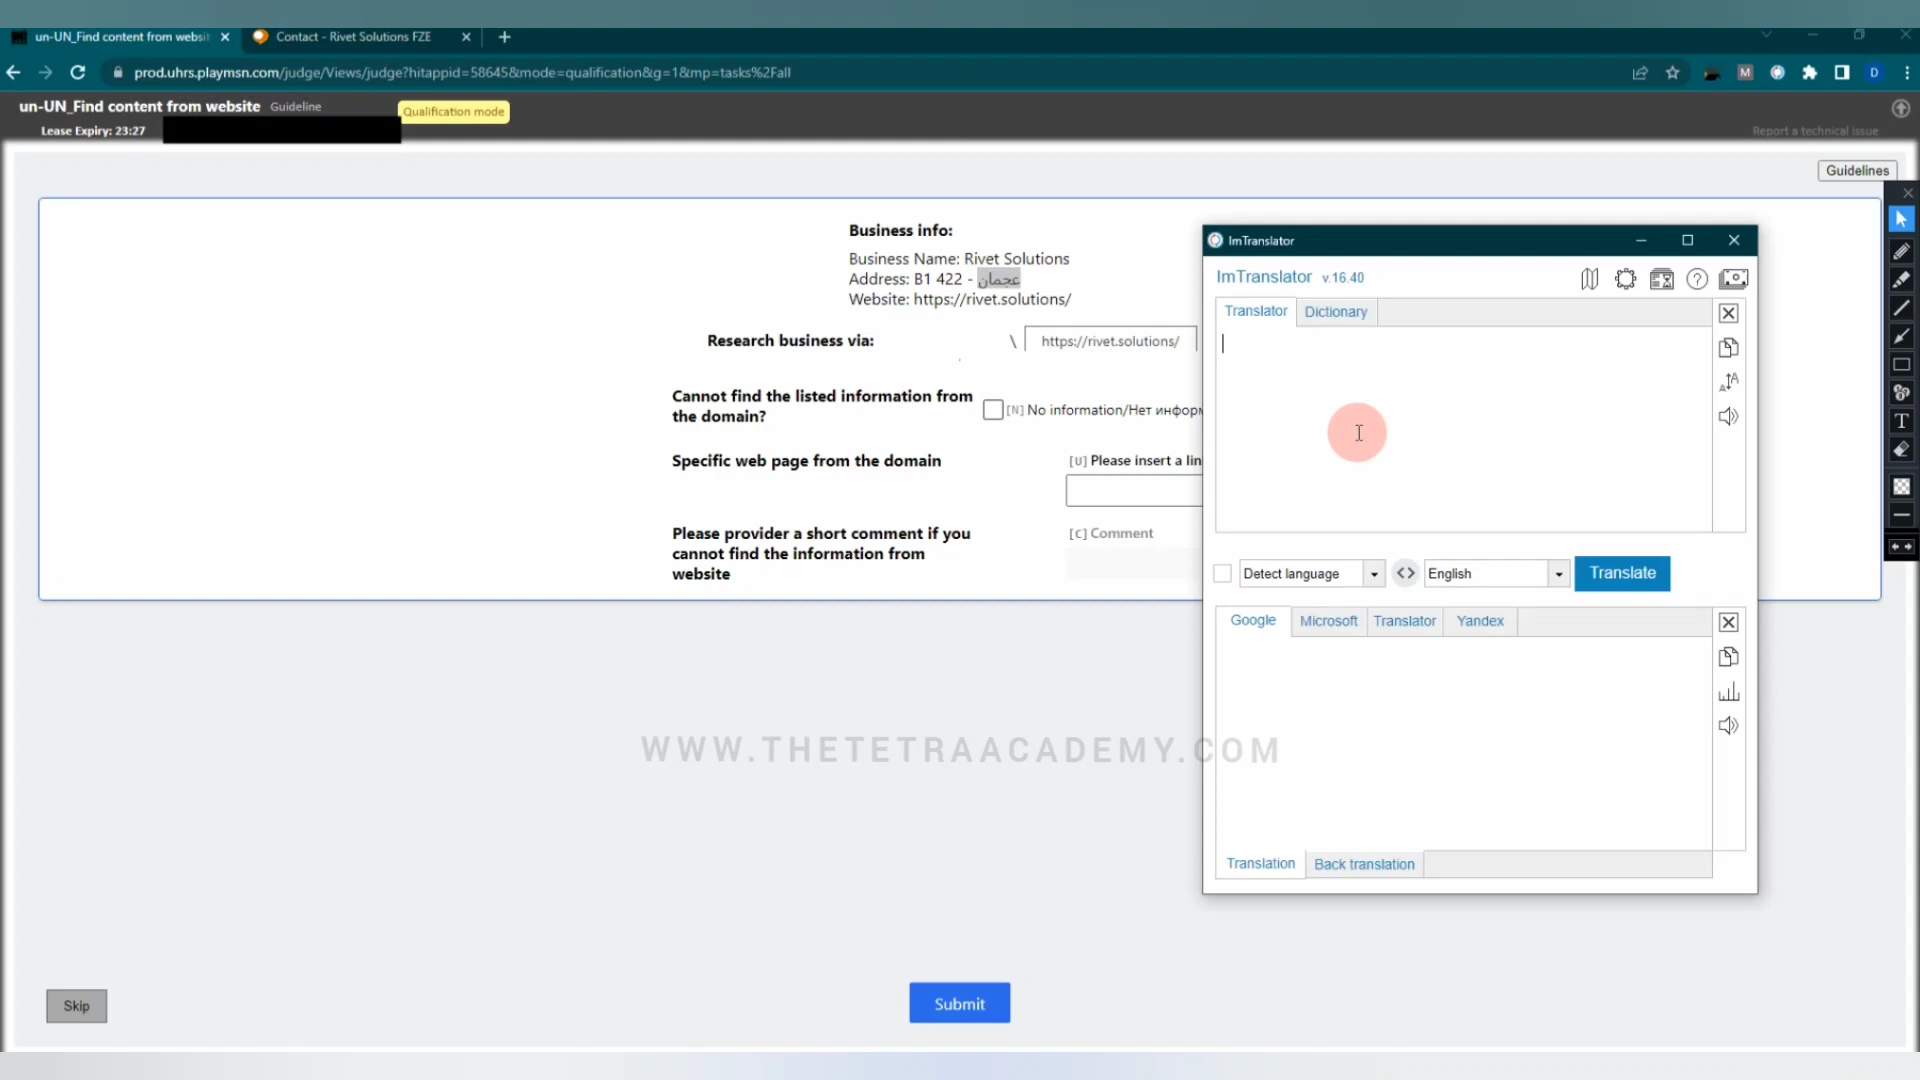 un-UN_Find content from websit
Contact - Rivet Solutions FZE
prod.uhrs.playmsn.com/judge/Views/judge?hitappid=58645&mode=qualification&g=1&mp=tasks%2Fall
M
D
un-UN_Find content from website Guideline
Qualification mode
Lease Expiry: 23:27
Report a technical issue
Guidelines
Business info:
Business Name: Rivet Solutions
Address: B1 422 - عجمان
Website: https://rivet.solutions/
Research business via:
\ https://rivet.solutions/
Cannot find the listed information from
the domain?
[N] No information/Нет информ
Specific web page from the domain
[U] Please insert a lin
Please provider a short comment if you
cannot find the information from
website
[C] Comment
ImTranslator
ImTranslator v.16.40
Translator Dictionary
Detect language English Translate
Google Microsoft Translator Yandex
Translation Back translation
T
WWW.THETETRAACADEMY.COM
Skip
Submit